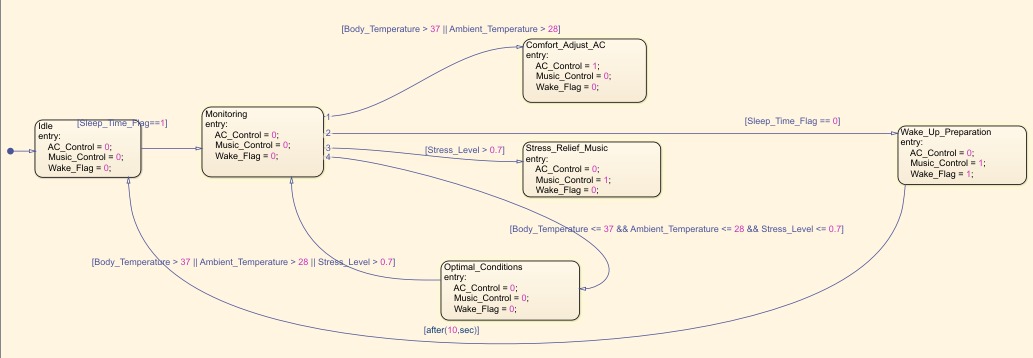 [Body_Temperature > 37 || Ambient_Temperature > 28]
Comfort_Adjust_AC
entry:
AC_Control = 1;
Music_Control = 0;
Wake_Flag = 0;
[Sleep_Time_Flag==1]
Idle
entry:
AC_Control = 0;
Music_Control = 0;
Wake_Flag = 0;
Monitoring
entry:
AC_Control = 0;
Music_Control = 0;
Wake_Flag = 0;
1
2
3
4
[Sleep_Time_Flag == 0]
Wake_Up_Preparation
entry:
AC_Control = 0;
Music_Control = 1;
Wake_Flag = 1;
[Stress_Level > 0.7]
Stress_Relief_Music
entry:
AC_Control = 0;
Music_Control = 1;
Wake_Flag = 0;
[Body_Temperature <= 37 && Ambient_Temperature <= 28 && Stress_Level <= 0.7]
[Body_Temperature > 37 || Ambient_Temperature > 28 || Stress_Level > 0.7]
Optimal_Conditions
entry:
AC_Control = 0;
Music_Control = 0;
Wake_Flag = 0;
[after(10,sec)]